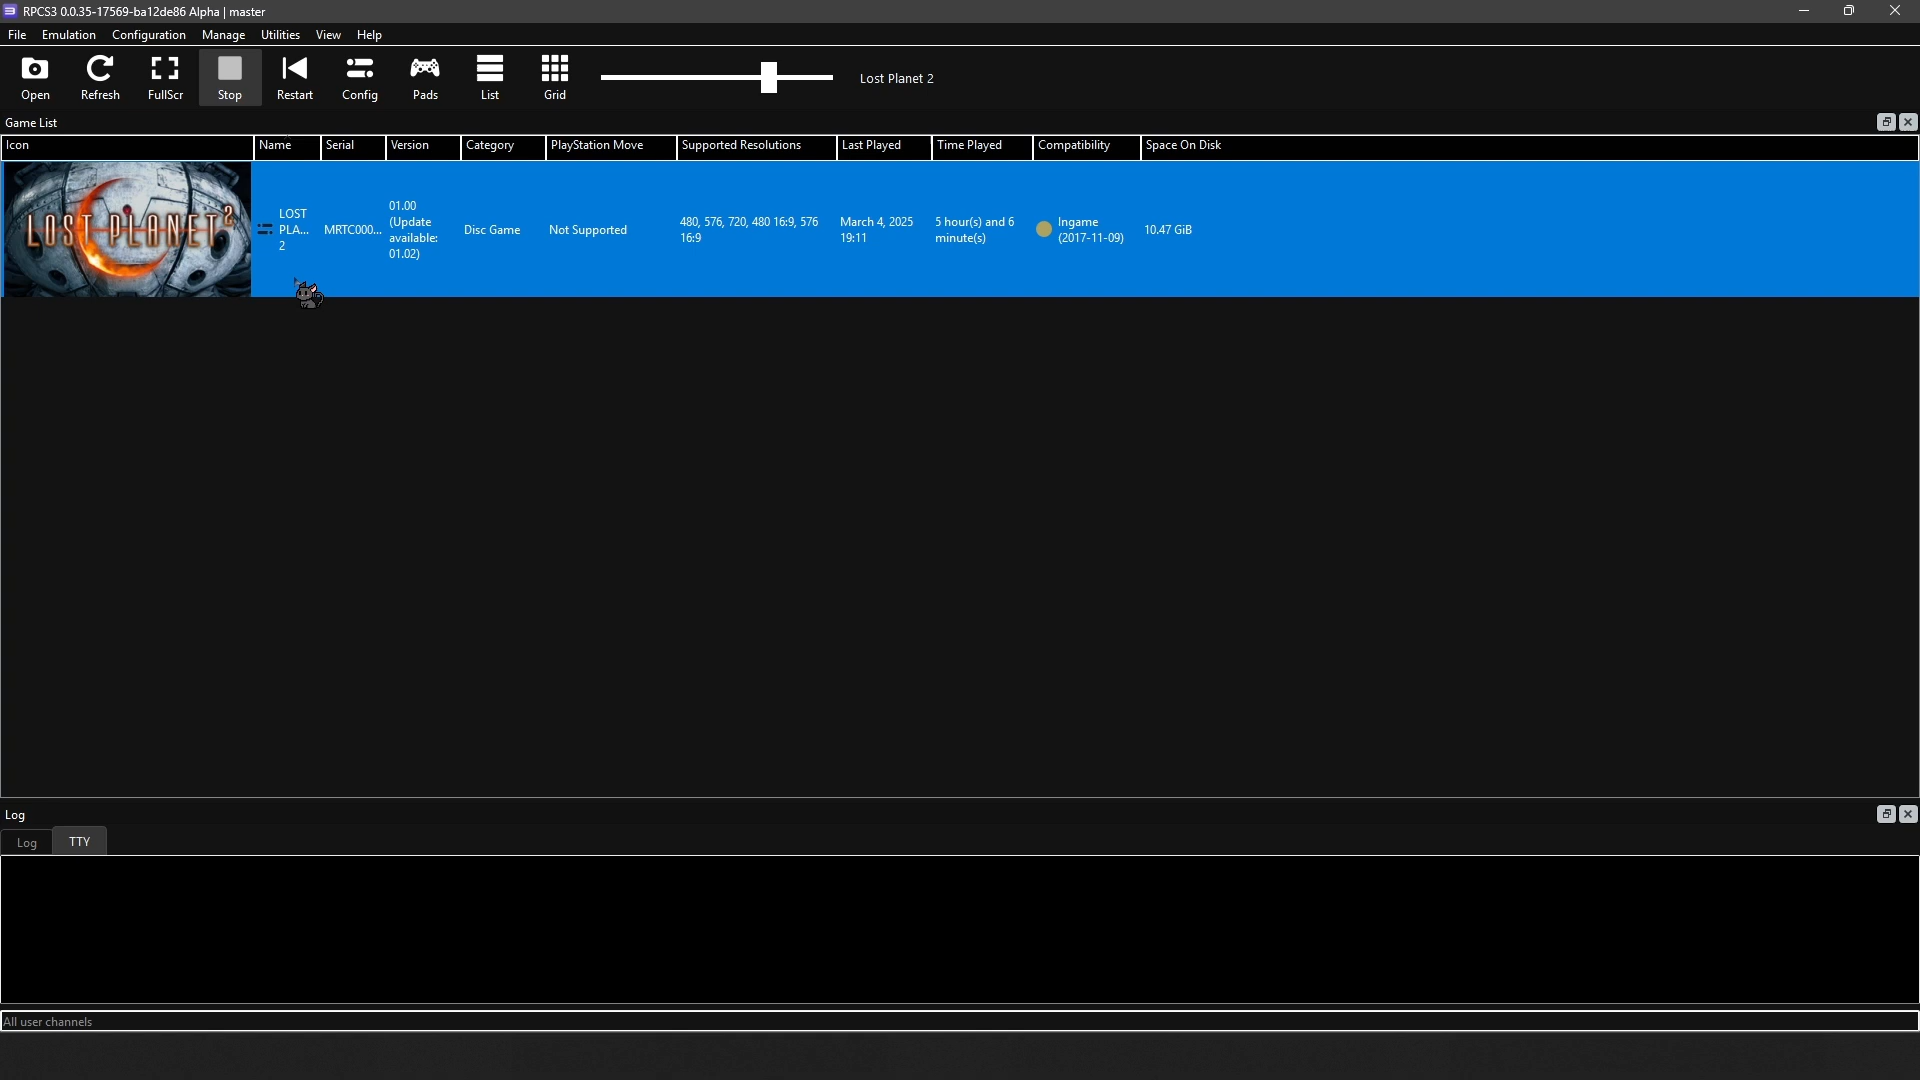 RPCS3 0.0.35-17569-ba12de86 Alpha | master
File Emulation Configuration Manage Utilities View Help
Open Refresh FullScr Stop Restart Config Pads List Grid Lost Planet 2
Game List
Icon Name Serial Version Category PlayStation Move Supported Resolutions Last Played Time Played Compatibility Space On Disk
LOST PLANET 2
LOST
PLA...
2
MRTC000...
01.00
(Update
available:
01.02)
Disc Game
Not Supported
480, 576, 720, 480 16:9, 576
16:9
March 4, 2025
19:11
5 hour(s) and 6
minute(s)
Ingame
(2017-11-09)
10.47 GiB
Log
Log TTY
All user channels